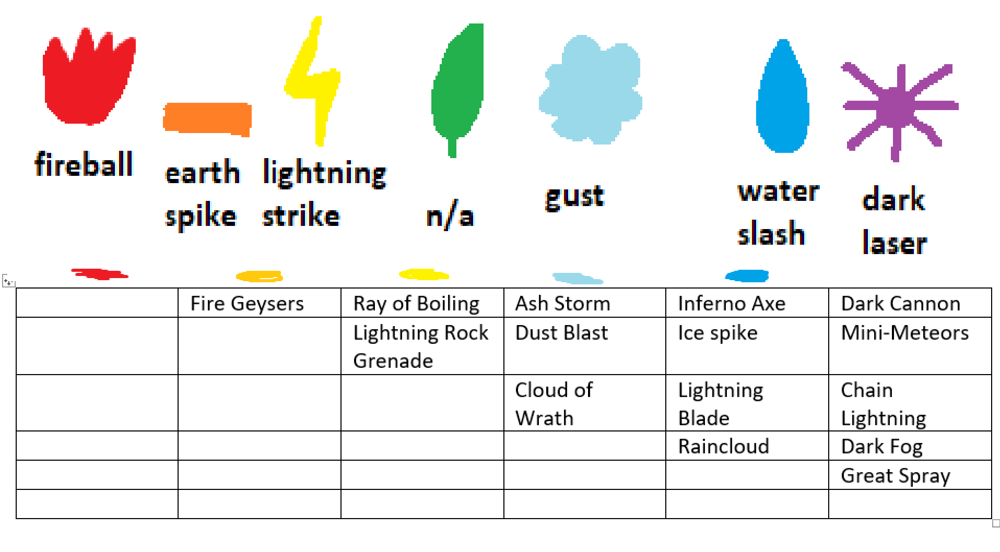 fireball
earth
spike
lightning
strike
n/a
gust
water
slash
dark
laser
Fire Geysers
Ray of Boiling
Ash Storm
Inferno Axe
Dark Cannon
Lightning Rock
Grenade
Dust Blast
Ice spike
Mini-Meteors
Cloud of
Wrath
Lightning
Blade
Chain
Lightning
Raincloud
Dark Fog
Great Spray